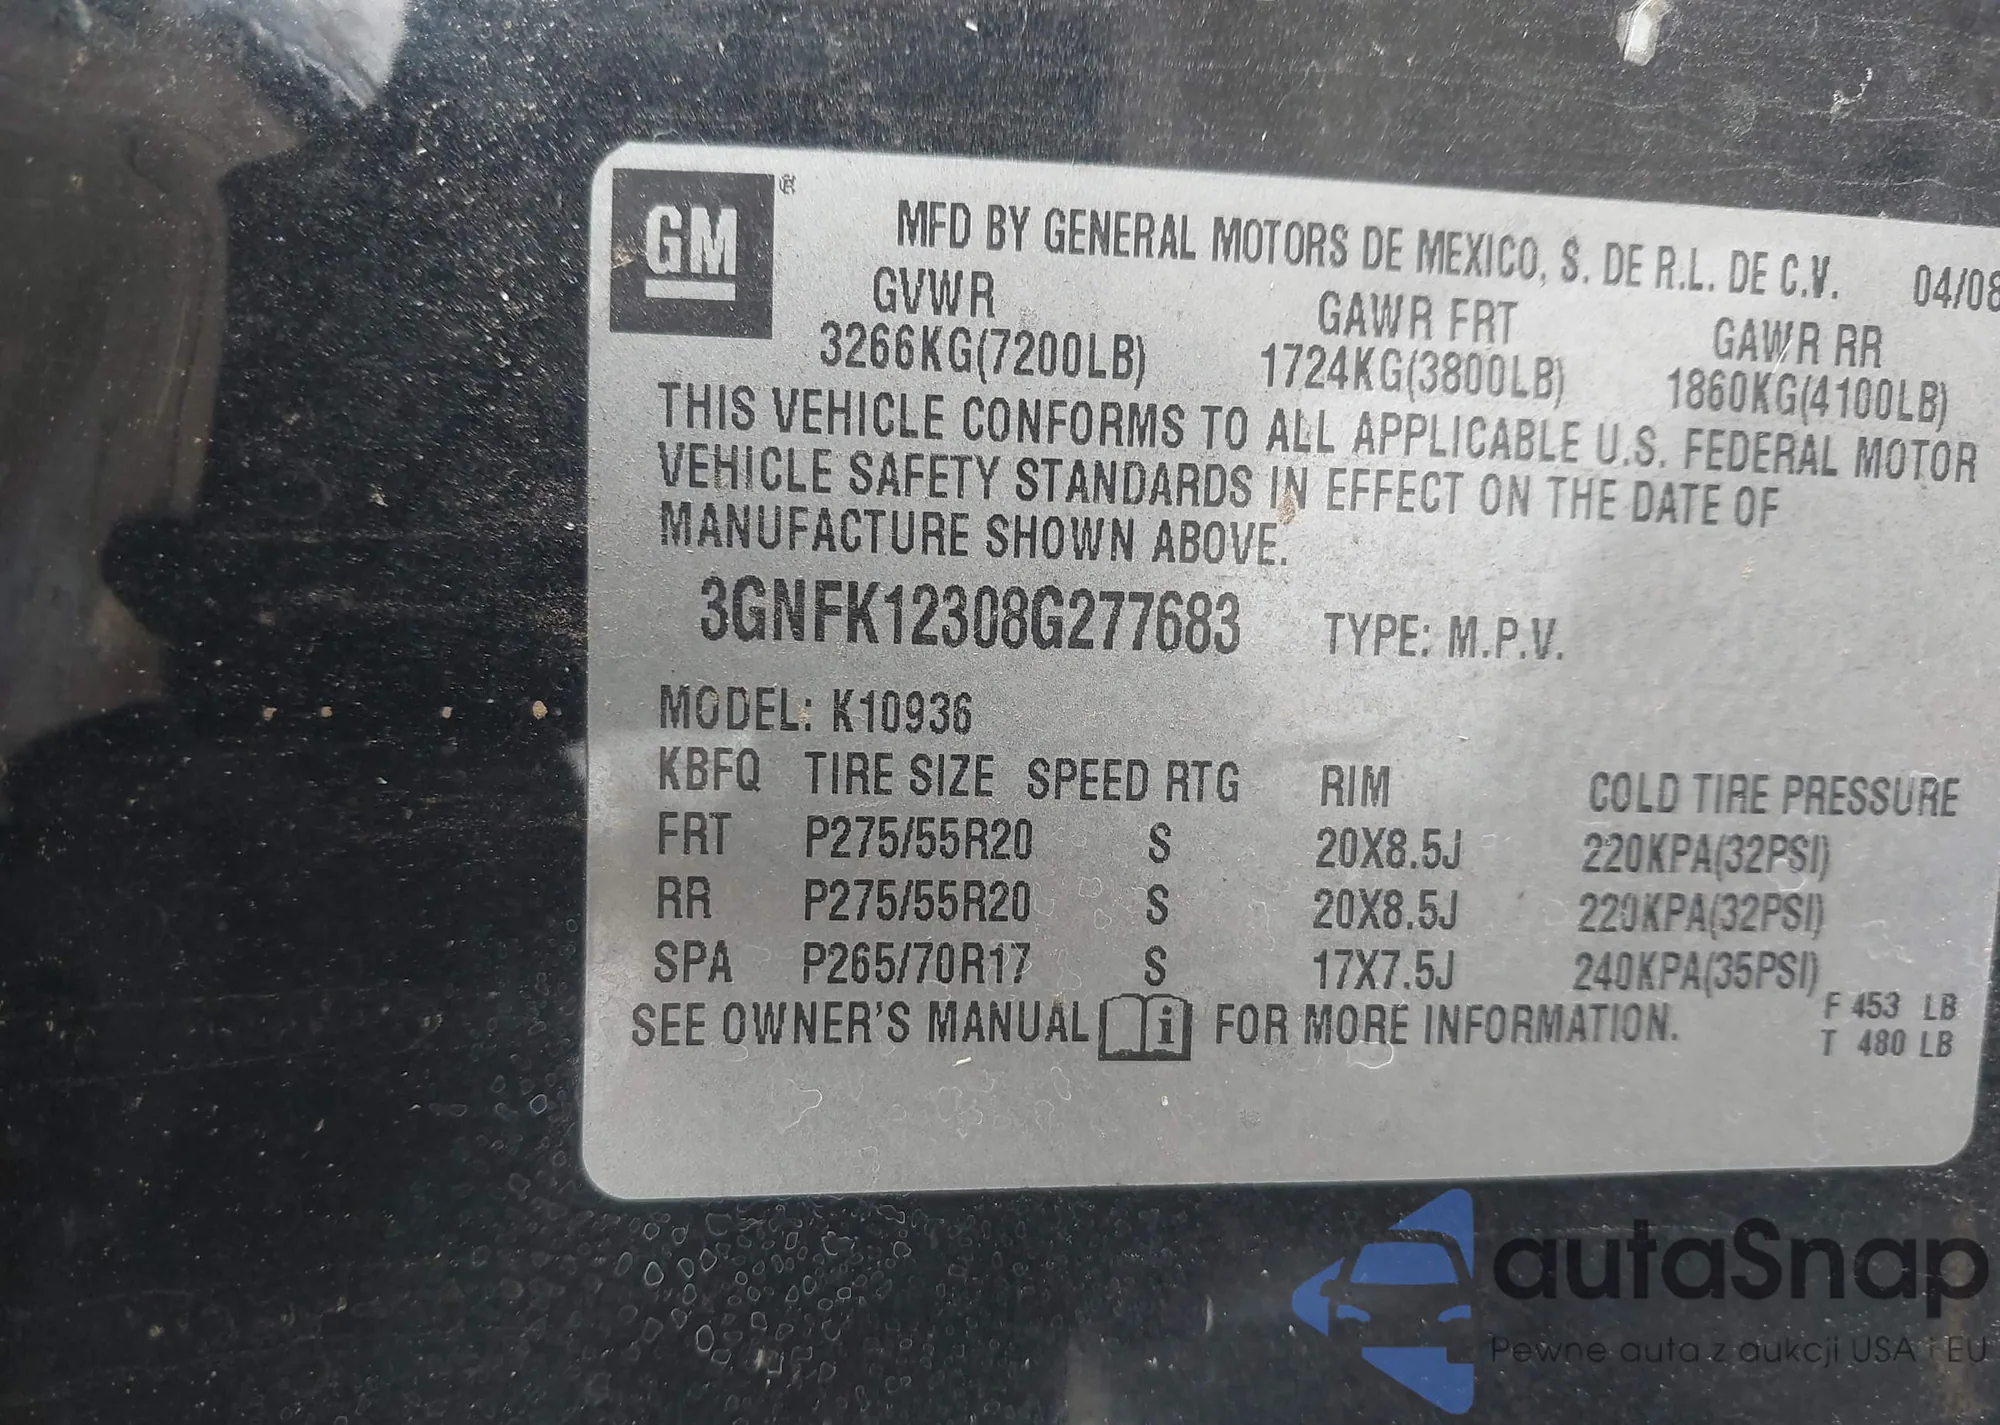 GM ®
MFD BY GENERAL MOTORS DE MEXICO, S. DE R.L. DE C.V. 04/08
GVWR GAWR FRT GAWR RR
3266KG(7200LB) 1724KG(3800LB) 1860KG(4100LB)
THIS VEHICLE CONFORMS TO ALL APPLICABLE U.S. FEDERAL MOTOR
VEHICLE SAFETY STANDARDS IN EFFECT ON THE DATE OF
MANUFACTURE SHOWN ABOVE.
3GNFK12308G277683 TYPE: M.P.V.
MODEL: K10936
KBFQ TIRE SIZE SPEED RTG RIM COLD TIRE PRESSURE
FRT P275/55R20 S 20X8.5J 220KPA(32PSI)
RR P275/55R20 S 20X8.5J 220KPA(32PSI)
SPA P265/70R17 S 17X7.5J 240KPA(35PSI)
SEE OWNER'S MANUAL i FOR MORE INFORMATION.
F 453 LB
T 480 LB
autaSnap
Pewne auta z aukcji USA i EU